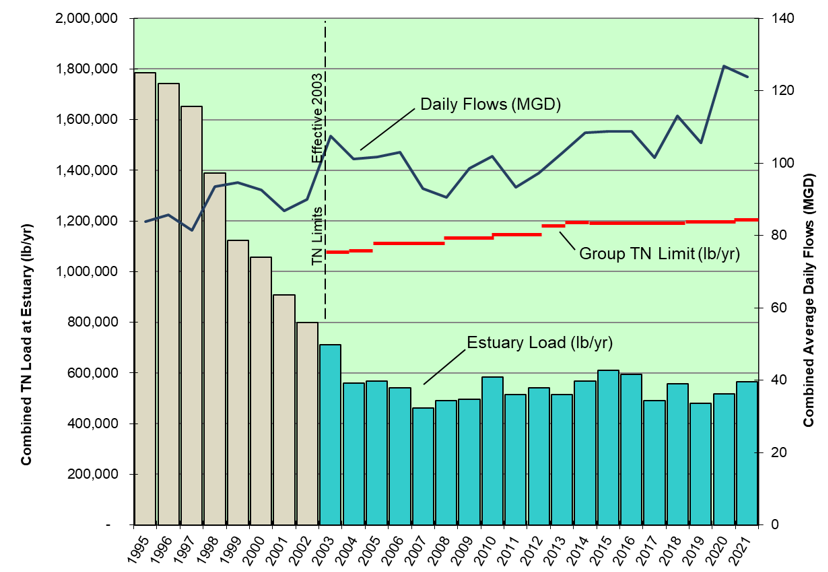 2,000,000
1,800,000
1,600,000
1,400,000
1,200,000
1,000,000
800,000
600,000
400,000
200,000
-
Combined TN Load at Estuary (lb/yr)
TN Limits Effective 2003
Daily Flows (MGD)
Group TN Limit (lb/yr)
Estuary Load (lb/yr)
140
120
100
80
60
40
20
0
Combined Average Daily Flows (MGD)
1995 1996 1997 1998 1999 2000 2001 2002 2003 2004 2005 2006 2007 2008 2009 2010 2011 2012 2013 2014 2015 2016 2017 2018 2019 2020 2021